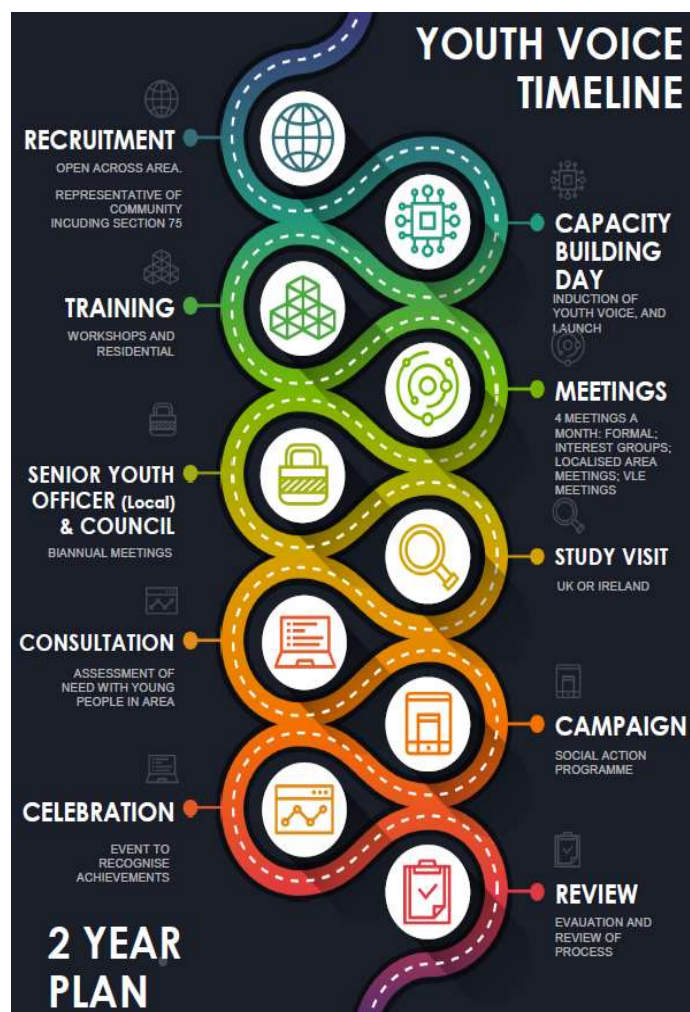 YOUTH VOICE
TIMELINE
RECRUITMENT
OPEN ACROSS AREA.
REPRESENTATIVE OF
COMMUNITY
INCUDING SECTION 75
CAPACITY
BUILDING
DAY
INDUCTION OF
YOUTH VOICE, AND
LAUNCH
TRAINING
WORKSHOPS AND
RESIDENTIAL
MEETINGS
4 MEETINGS A
MONTH: FORMAL;
INTEREST GROUPS;
LOCALISED AREA
MEETINGS; VLE
MEETINGS
SENIOR YOUTH
OFFICER (Local)
& COUNCIL
BIANNUAL MEETINGS
STUDY VISIT
UK OR IRELAND
CONSULTATION
ASSESSMENT OF
NEED WITH YOUNG
PEOPLE IN AREA
CAMPAIGN
SOCIAL ACTION
PROGRAMME
CELEBRATION
EVENT TO
RECOGNISE
ACHIEVEMENTS
REVIEW
EVAUATION AND
REVIEW OF
PROCESS
2 YEAR
PLAN